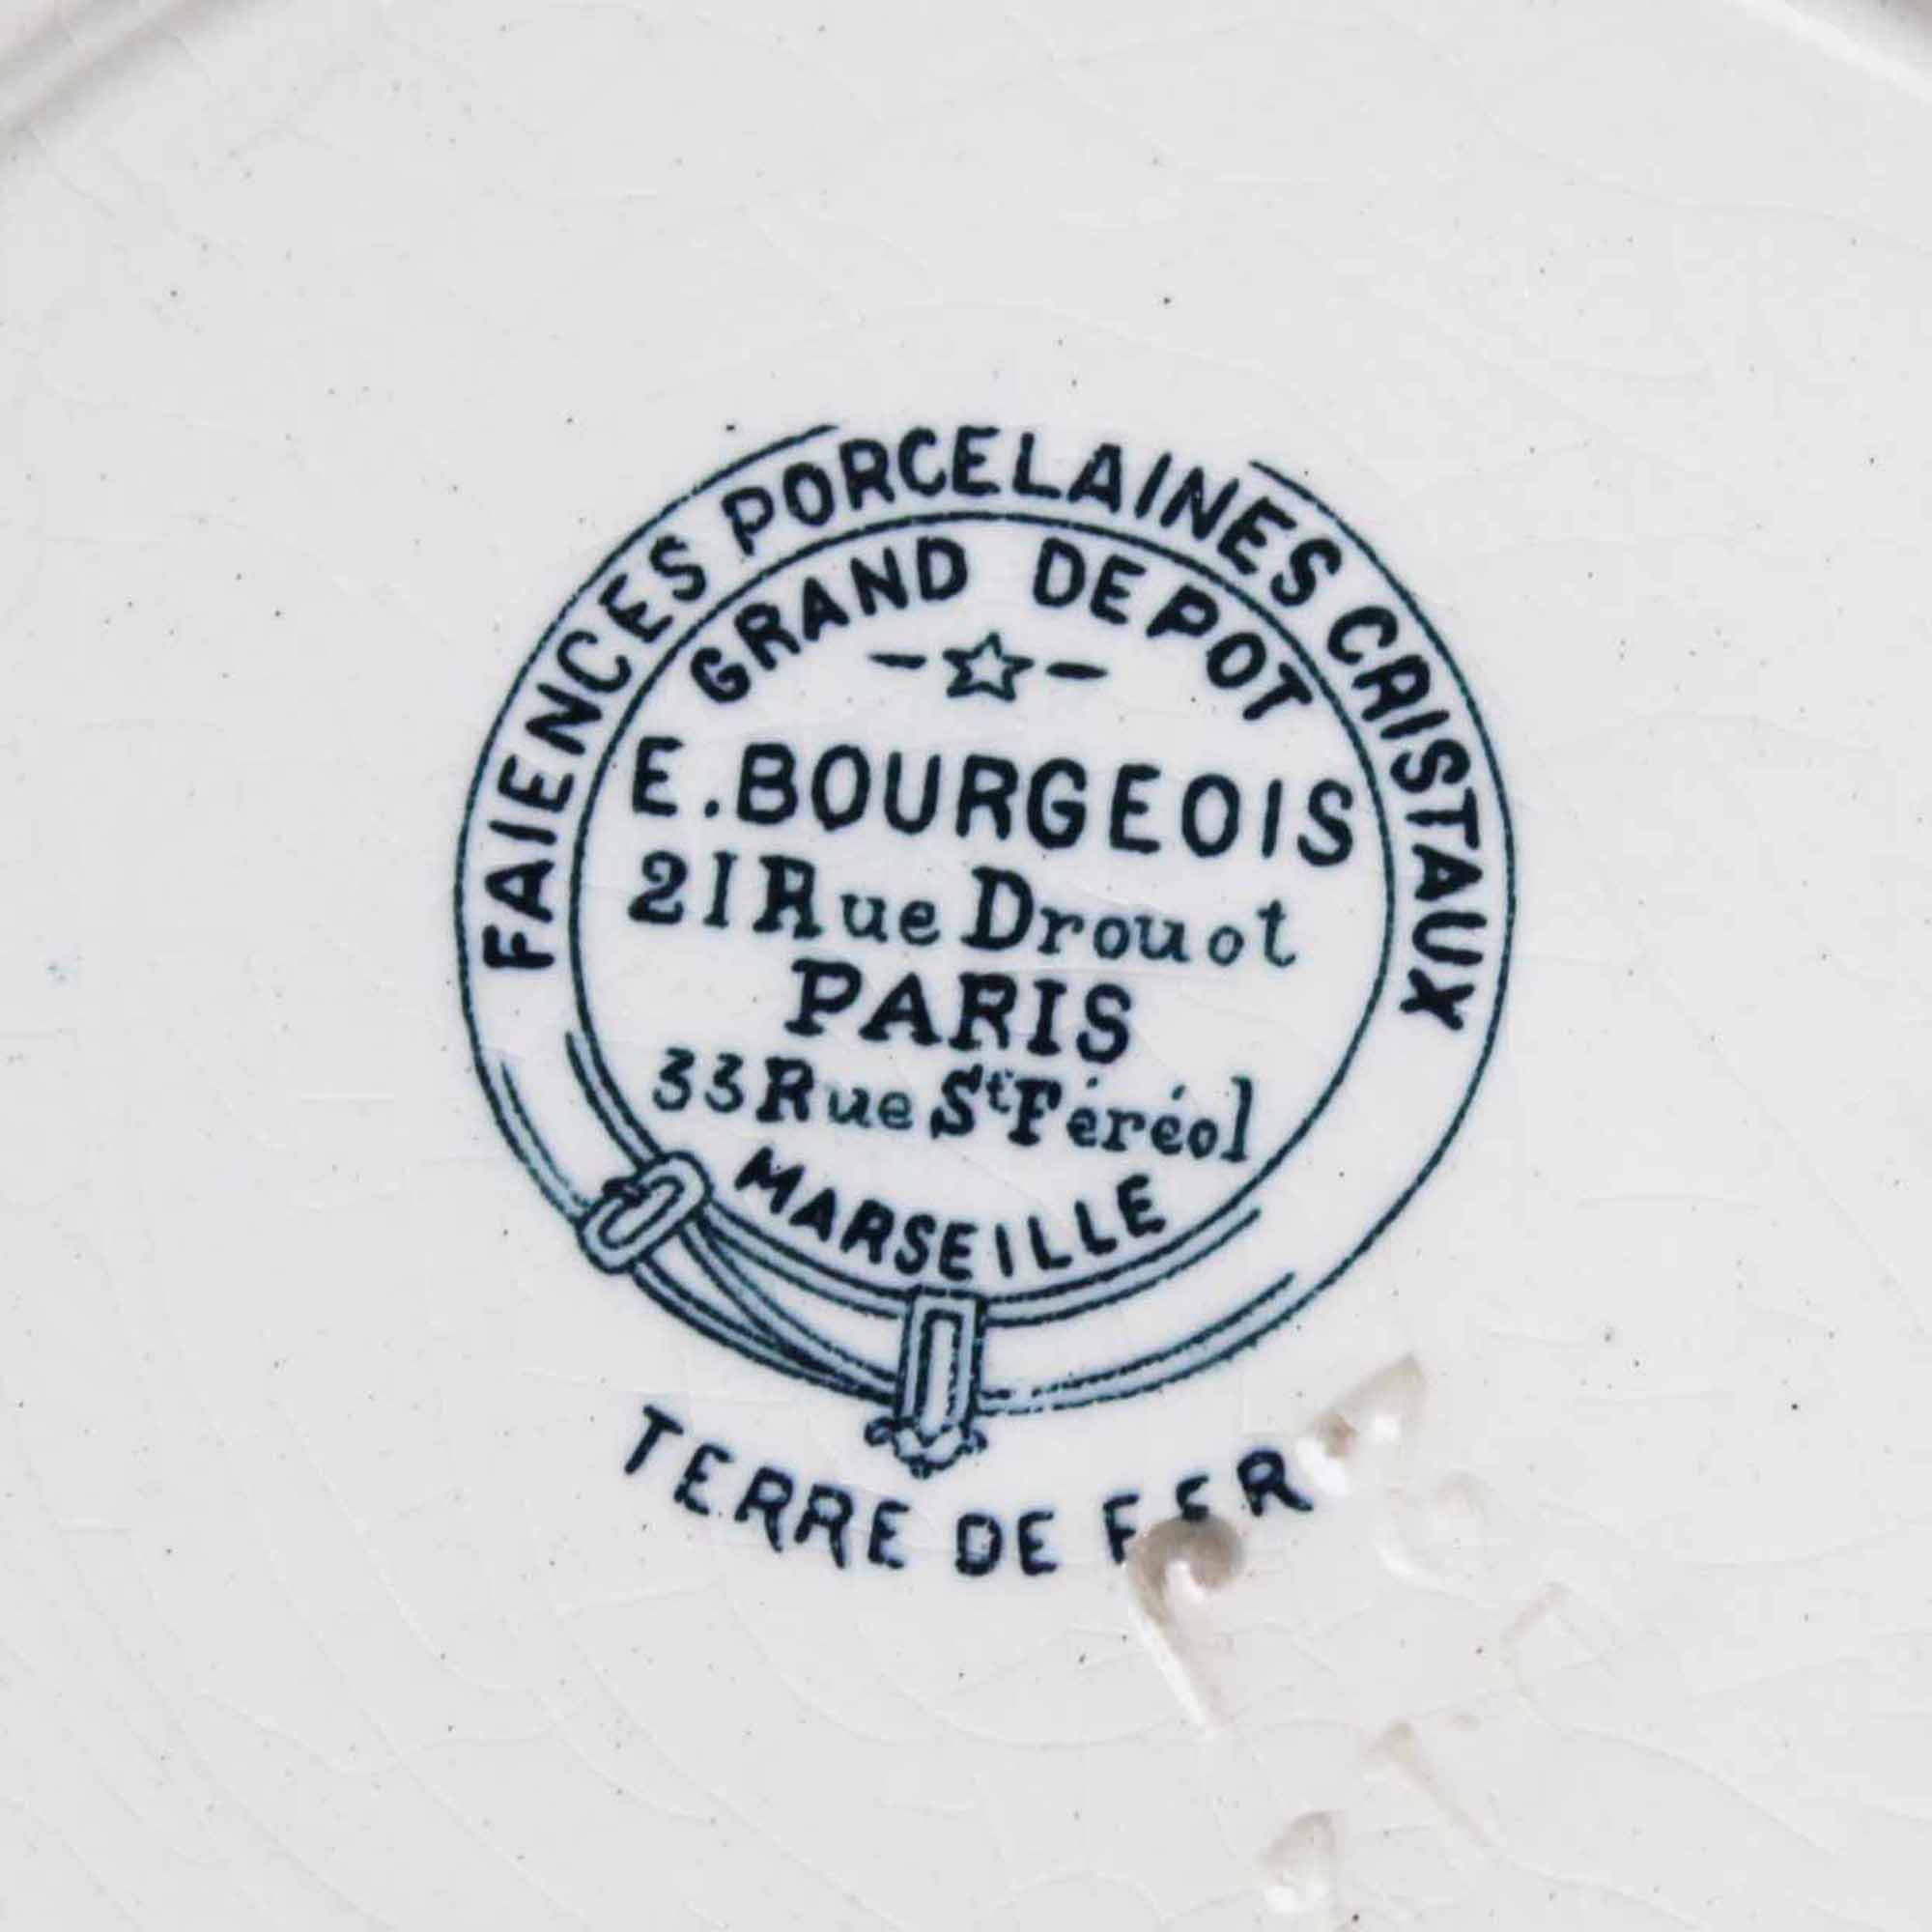 FAIENCES PORCELAINES CRISTAUX
GRAND DEPOT
E. BOURGEOIS
21 Rue Drouot
PARIS
33 Rue St Féréol
MARSEILLE
TERRE DE FER